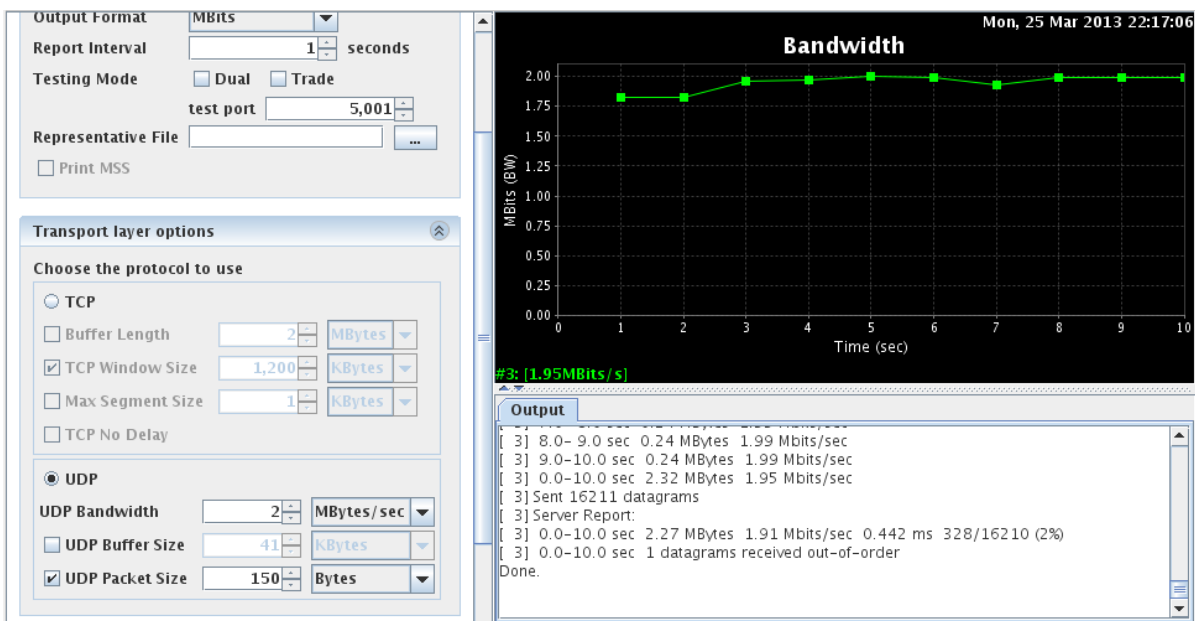 Output Format MBits
Report Interval 1 seconds
Testing Mode Dual Trade
test port 5,001
Representative File ...
Print MSS
Transport layer options
Choose the protocol to use
TCP
Buffer Length 2 MBytes
TCP Window Size 1,200 KBytes
Max Segment Size 1 KBytes
TCP No Delay
UDP
UDP Bandwidth 2 MBytes/sec
UDP Buffer Size 41 KBytes
UDP Packet Size 150 Bytes
Mon, 25 Mar 2013 22:17:06
Bandwidth
MBits (BW)
2.00
1.75
1.50
1.25
1.00
0.75
0.50
0.25
0.00
0 1 2 3 4 5 6 7 8 9 10
Time (sec)
#3: [1.95MBits/s]
Output
[ 3] 8.0- 9.0 sec 0.24 MBytes 1.99 Mbits/sec
[ 3] 9.0-10.0 sec 0.24 MBytes 1.99 Mbits/sec
[ 3] 0.0-10.0 sec 2.32 MBytes 1.95 Mbits/sec
[ 3] Sent 16211 datagrams
[ 3] Server Report:
[ 3] 0.0-10.0 sec 2.27 MBytes 1.91 Mbits/sec 0.442 ms 328/16210 (2%)
[ 3] 0.0-10.0 sec 1 datagrams received out-of-order
Done.